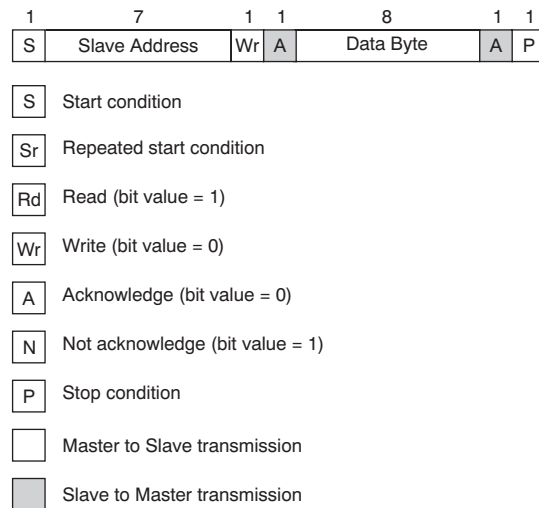 1 7 1 1 8 1 1
S Slave Address Wr A Data Byte A P
S Start condition
Sr Repeated start condition
Rd Read (bit value = 1)
Wr Write (bit value = 0)
A Acknowledge (bit value = 0)
N Not acknowledge (bit value = 1)
P Stop condition
Master to Slave transmission
Slave to Master transmission